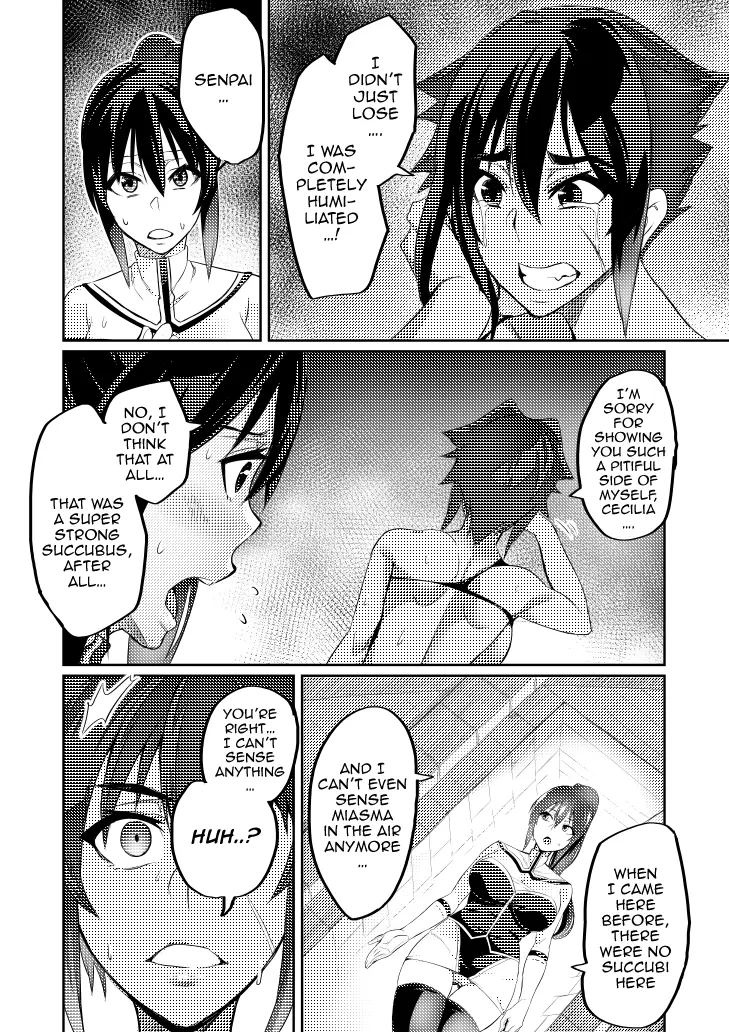 I
DIDN'T
JUST
LOSE
....
I WAS
COM-
PLETELY
HUMI-
LIATED
...!
SENPAI
...
I'M
SORRY
FOR
SHOWING
YOU SUCH
A PITIFUL
SIDE OF
MYSELF,
CECILIA
....
NO, I
DON'T
THINK
THAT AT
ALL...
THAT WAS
A SUPER
STRONG
SUCCUBUS,
AFTER
ALL...
WHEN
I CAME
HERE
BEFORE,
THERE
WERE NO
SUCCUBI
HERE
AND I
CAN'T EVEN
SENSE
MIASMA
IN THE AIR
ANYMORE
...
YOU'RE
RIGHT...
I CAN'T
SENSE
ANYTHING
...
HUH..?